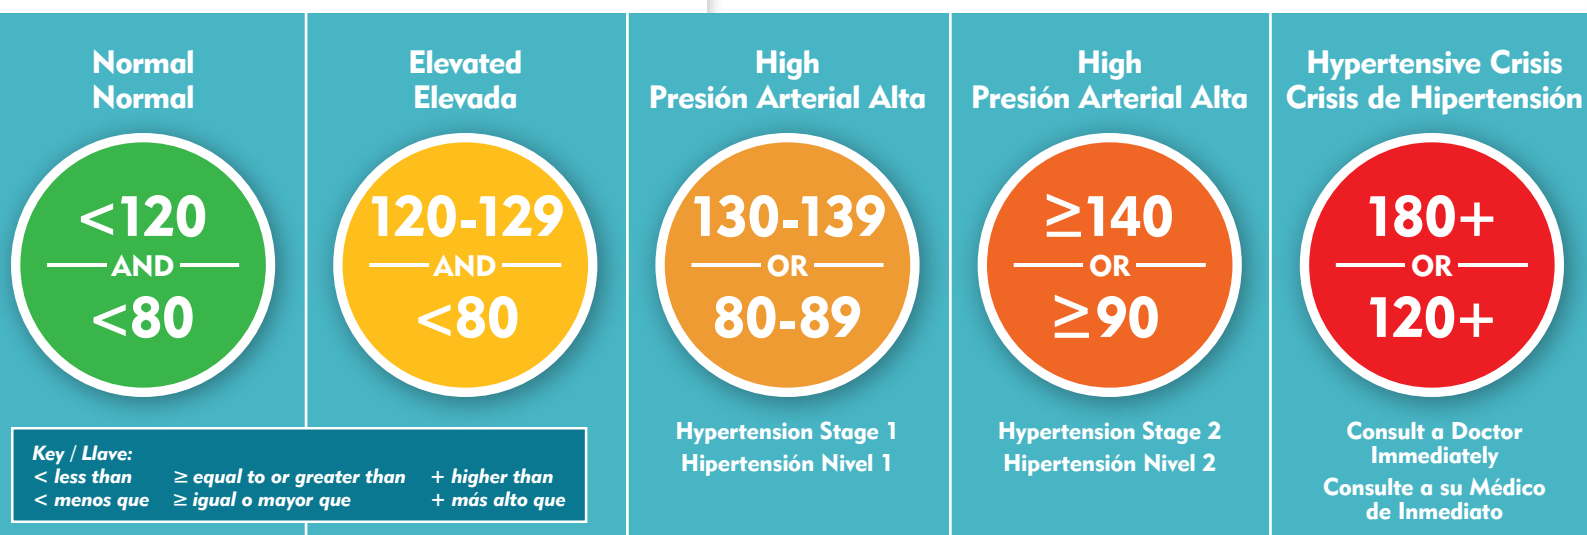 Normal
Normal
<120
AND
<80
Elevated
Elevada
120-129
AND
<80
High
Presión Arterial Alta
130-139
OR
80-89
Hypertension Stage 1
Hipertensión Nivel 1
High
Presión Arterial Alta
≥140
OR
≥90
Hypertension Stage 2
Hipertensión Nivel 2
Hypertensive Crisis
Crisis de Hipertensión
180+
OR
120+
Consult a Doctor
Immediately
Consulte a su Médico
de Inmediato
Key / Llave:
< less than ≥ equal to or greater than + higher than
< menos que ≥ igual o mayor que + más alto que